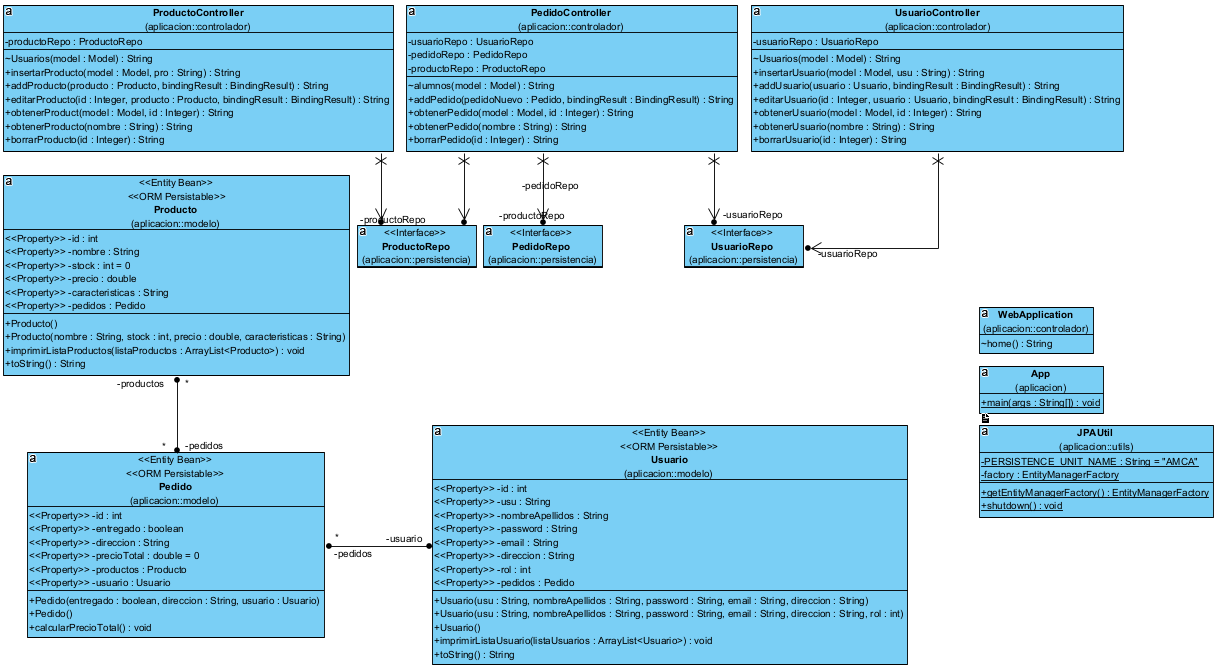 a
ProductoController
(aplicacion::controlador)
-productoRepo : ProductoRepo
~Usuarios(model : Model) : String
+insertarProducto(model : Model, pro : String) : String
+addProducto(producto : Producto, bindingResult : BindingResult) : String
+editarProducto(id : Integer, producto : Producto, bindingResult : BindingResult) : String
+obtenerProduct(model : Model, id : Integer) : String
+obtenerProducto(nombre : String) : String
+borrarProducto(id : Integer) : String
a
PedidoController
(aplicacion::controlador)
-usuarioRepo : UsuarioRepo
-pedidoRepo : PedidoRepo
-productoRepo : ProductoRepo
~alumnos(model : Model) : String
+addPedido(pedidoNuevo : Pedido, bindingResult : BindingResult) : String
+obtenerPedido(model : Model, id : Integer) : String
+obtenerPedido(nombre : String) : String
+borrarPedido(id : Integer) : String
a
UsuarioController
(aplicacion::controlador)
-usuarioRepo : UsuarioRepo
~Usuarios(model : Model) : String
+insertarUsuario(model : Model, usu : String) : String
+addUsuario(usuario : Usuario, bindingResult : BindingResult) : String
+editarUsuario(id : Integer, usuario : Usuario, bindingResult : BindingResult) : String
+obtenerUsuario(model : Model, id : Integer) : String
+obtenerUsuario(nombre : String) : String
+borrarUsuario(id : Integer) : String
-productoRepo
-pedidoRepo
-productoRepo
-usuarioRepo
-usuarioRepo
a
<<Interface>>
ProductoRepo
(aplicacion::persistencia)
a
<<Interface>>
PedidoRepo
(aplicacion::persistencia)
a
<<Interface>>
UsuarioRepo
(aplicacion::persistencia)
a
<<Entity Bean>>
<<ORM Persistable>>
Producto
(aplicacion::modelo)
<<Property>> -id : int
<<Property>> -nombre : String
<<Property>> -stock : int = 0
<<Property>> -precio : double
<<Property>> -caracteristicas : String
<<Property>> -pedidos : Pedido
+Producto()
+Producto(nombre : String, stock : int, precio : double, caracteristicas : String)
+imprimirListaProductos(listaProductos : ArrayList<Producto>) : void
+toString() : String
-productos
*
*
-pedidos
a
<<Entity Bean>>
<<ORM Persistable>>
Pedido
(aplicacion::modelo)
<<Property>> -id : int
<<Property>> -entregado : boolean
<<Property>> -direccion : String
<<Property>> -precioTotal : double = 0
<<Property>> -productos : Producto
<<Property>> -usuario : Usuario
+Pedido(entregado : boolean, direccion : String, usuario : Usuario)
+Pedido()
+calcularPrecioTotal() : void
*
-pedidos
-usuario
a
<<Entity Bean>>
<<ORM Persistable>>
Usuario
(aplicacion::modelo)
<<Property>> -id : int
<<Property>> -usu : String
<<Property>> -nombreApellidos : String
<<Property>> -password : String
<<Property>> -email : String
<<Property>> -direccion : String
<<Property>> -rol : int
<<Property>> -pedidos : Pedido
+Usuario(usu : String, nombreApellidos : String, password : String, email : String, direccion : String)
+Usuario(usu : String, nombreApellidos : String, password : String, email : String, direccion : String, rol : int)
+Usuario()
+imprimirListaUsuario(listaUsuarios : ArrayList<Usuario>) : void
+toString() : String
a
WebApplication
(aplicacion::controlador)
~home() : String
a
App
(aplicacion)
+main(args : String[]) : void
a
JPAUtil
(aplicacion::utils)
-PERSISTENCE_UNIT_NAME : String = "AMCA"
-factory : EntityManagerFactory
+getEntityManagerFactory() : EntityManagerFactory
+shutdown() : void